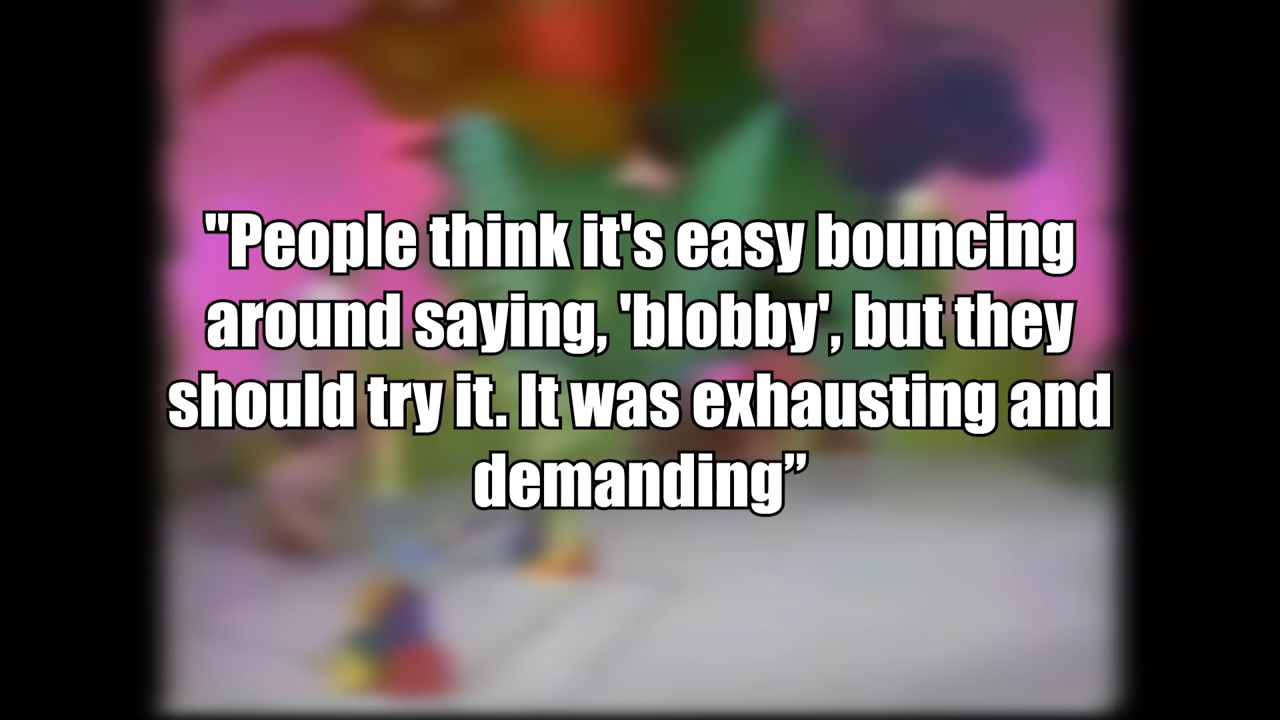 "People think it's easy bouncing
around saying, 'blobby', but they
should try it. It was exhausting and
demanding”